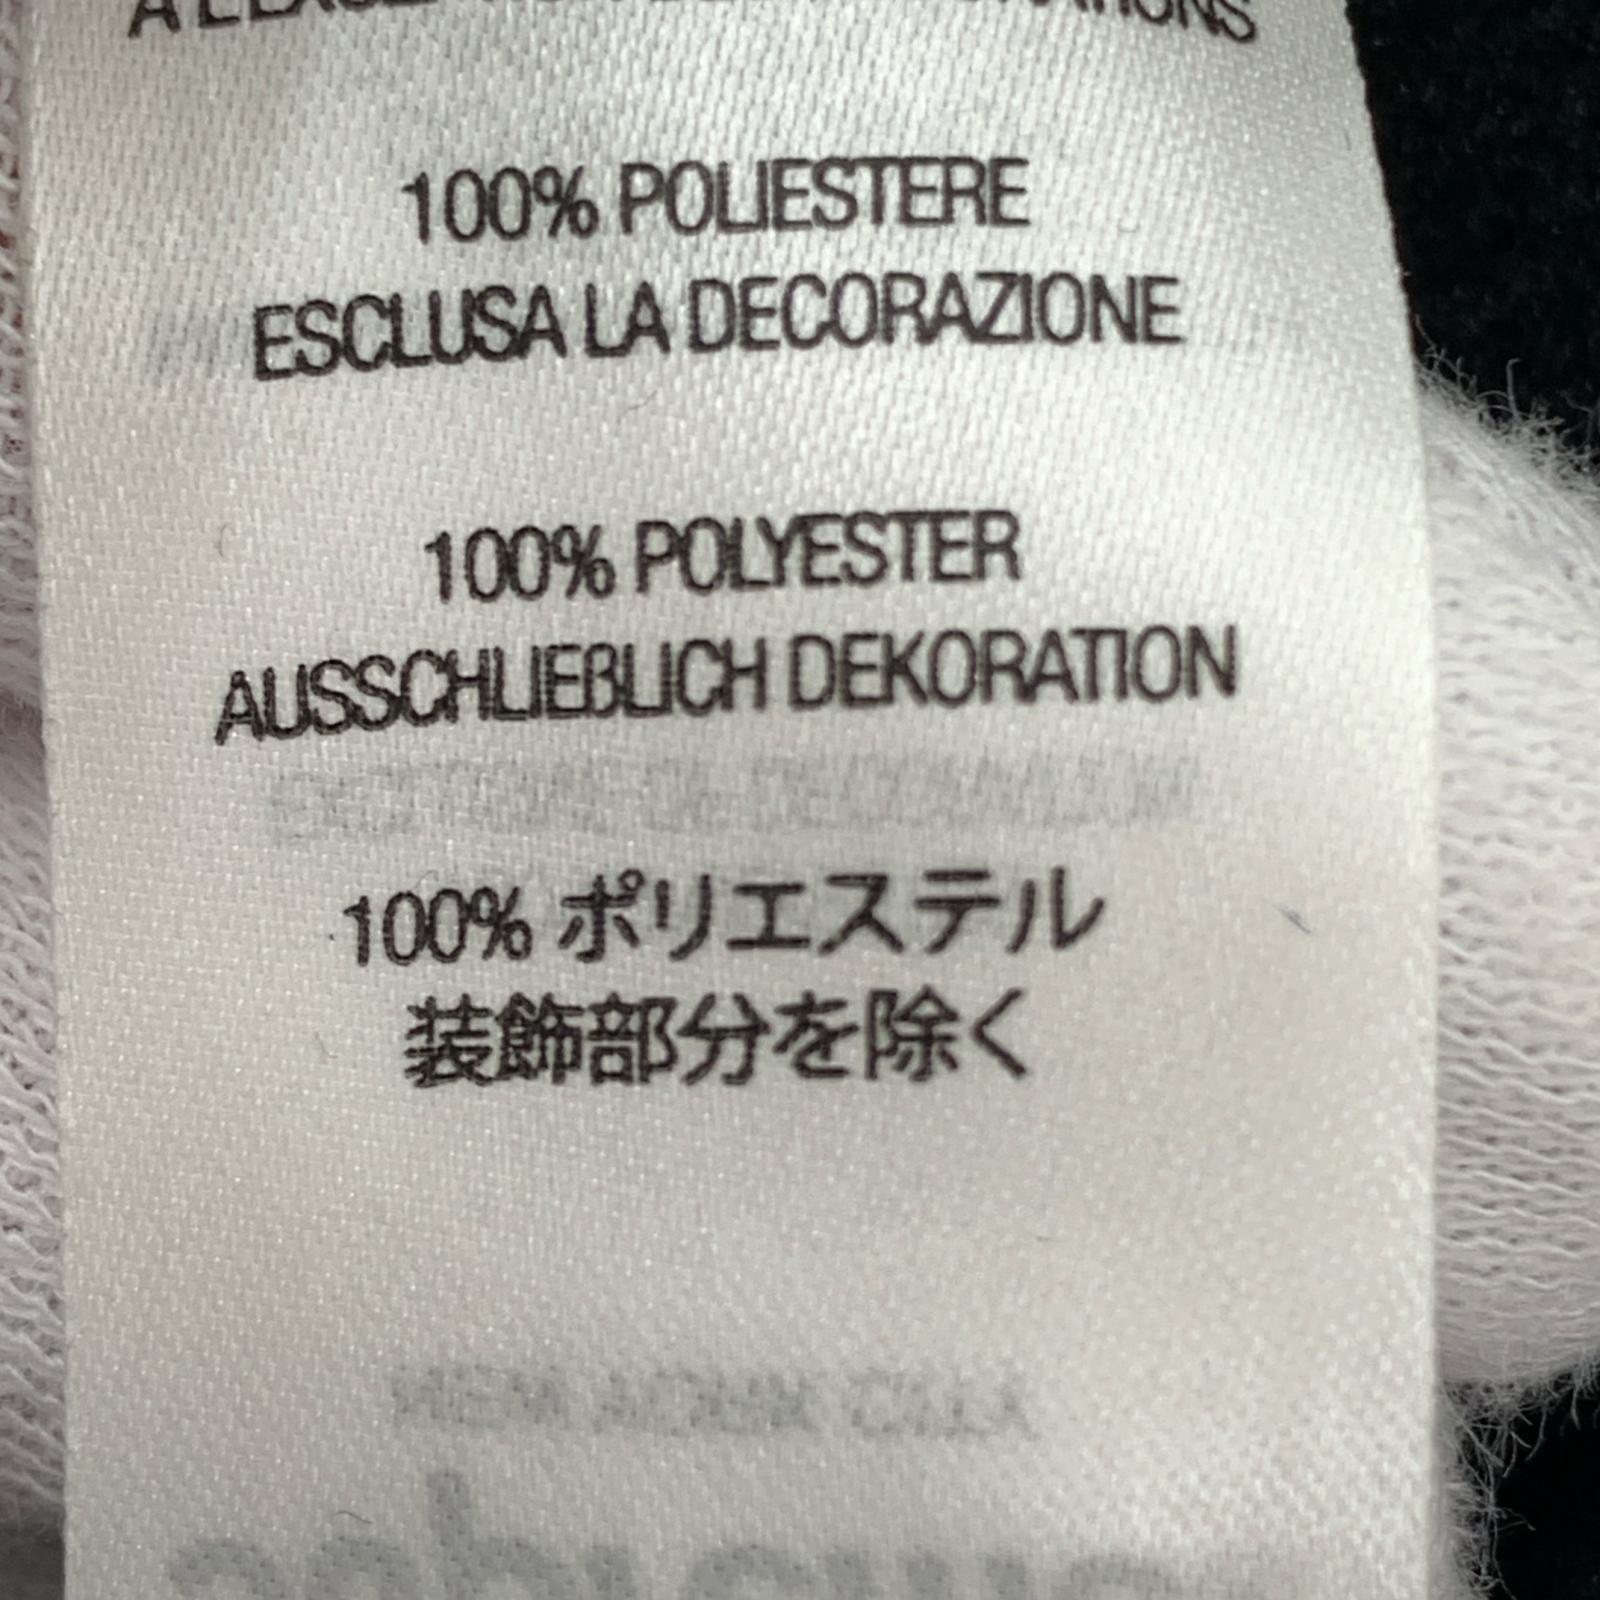 100% POLIESTERE
ESCLUSA LA DECORAZIONE
100% POLYESTER
AUSSCHLIEßLICH DEKORATION
100% ポリエステル
装飾部分を除く